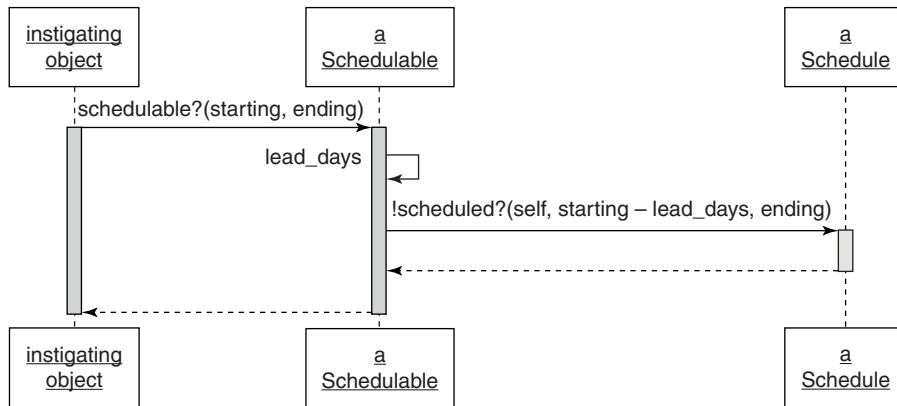 instigating
object
a
Schedulable
a
Schedule
schedulable?(starting, ending)
lead_days
!scheduled?(self, starting – lead_days, ending)
instigating
object
a
Schedulable
a
Schedule